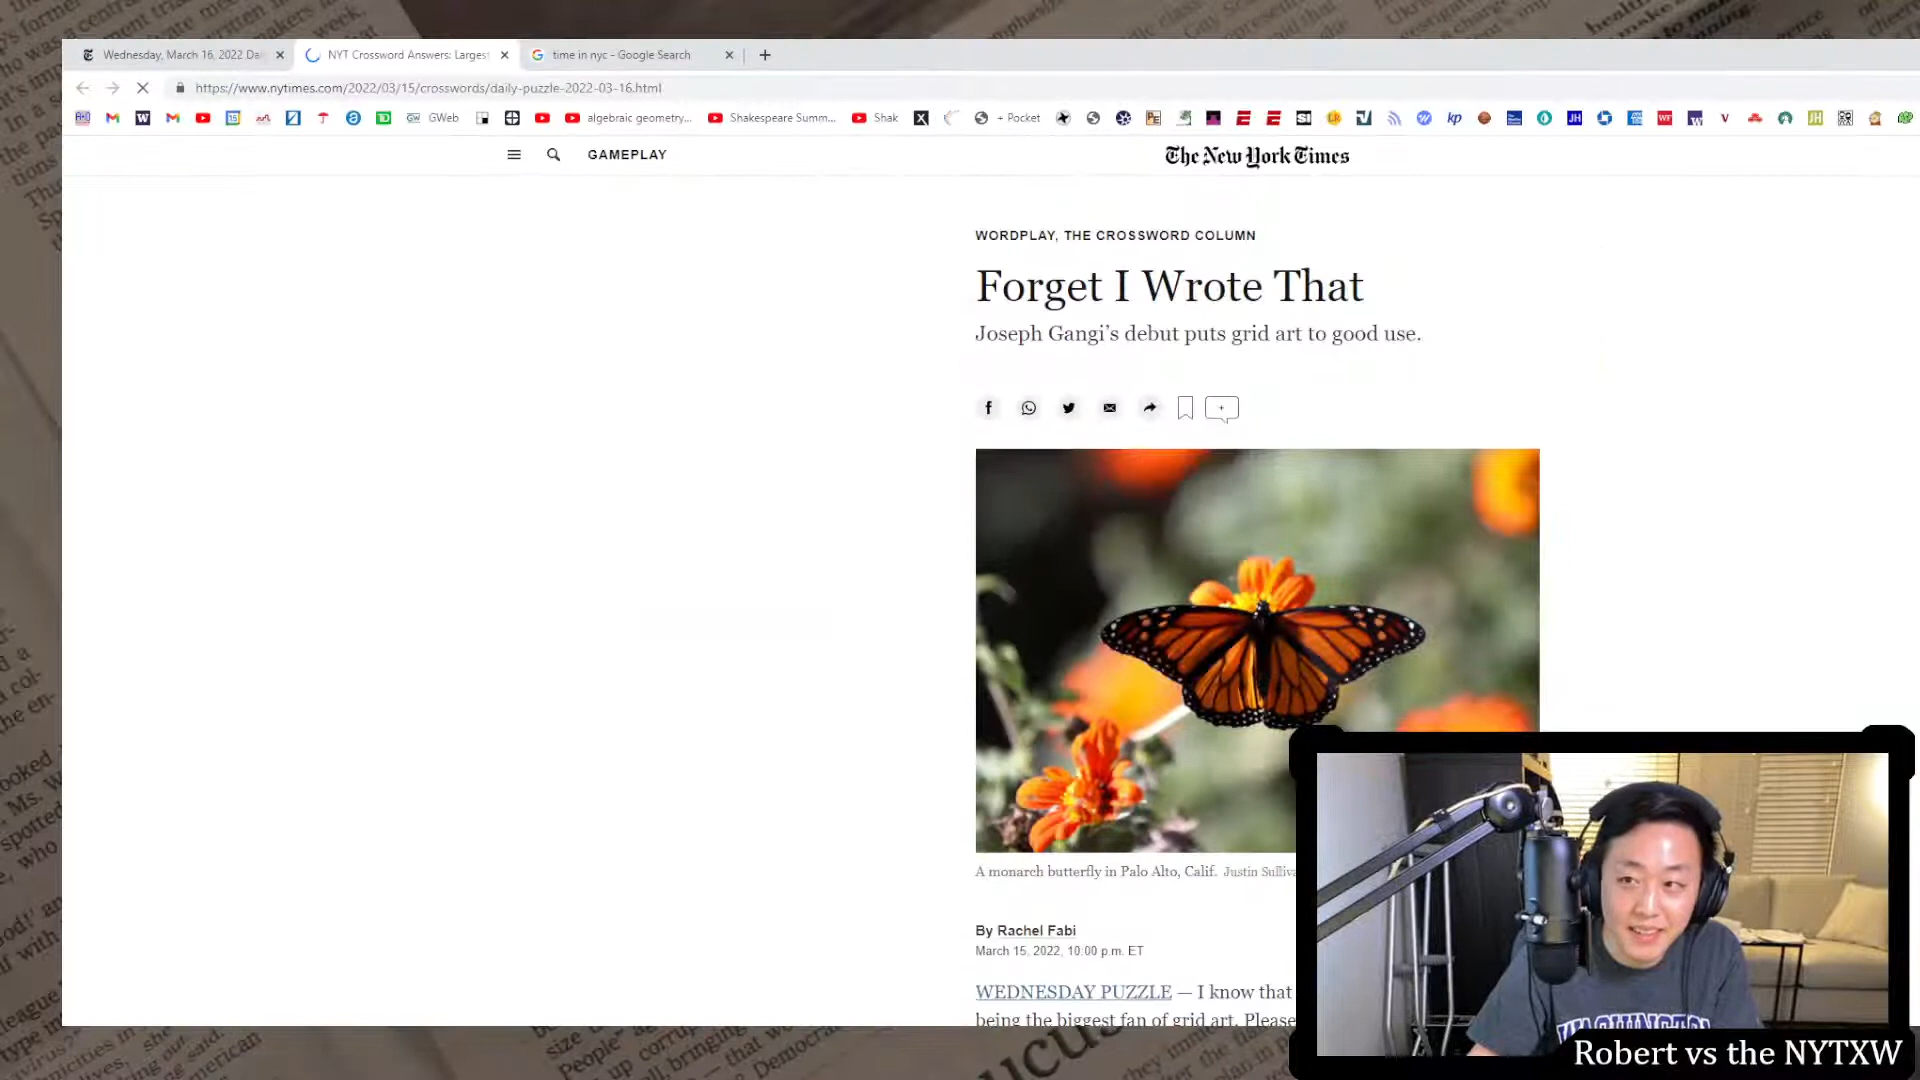 Wednesday, March 16, 2022 Dai
NYT Crossword Answers: Largest
time in nyc - Google Search
https://www.nytimes.com/2022/03/15/crosswords/daily-puzzle-2022-03-16.html
GWeb
algebraic geometry...
Shakespeare Summ...
Shak
+ Pocket
GAMEPLAY
The New York Times
WORDPLAY, THE CROSSWORD COLUMN
Forget I Wrote That
Joseph Gangi's debut puts grid art to good use.
A monarch butterfly in Palo Alto, Calif. Justin Sulliva
By Rachel Fabi
March 15, 2022, 10:00 p.m. ET
WEDNESDAY PUZZLE — I know that
being the biggest fan of grid art. Please
WASHINGTON
Robert vs the NYTXW